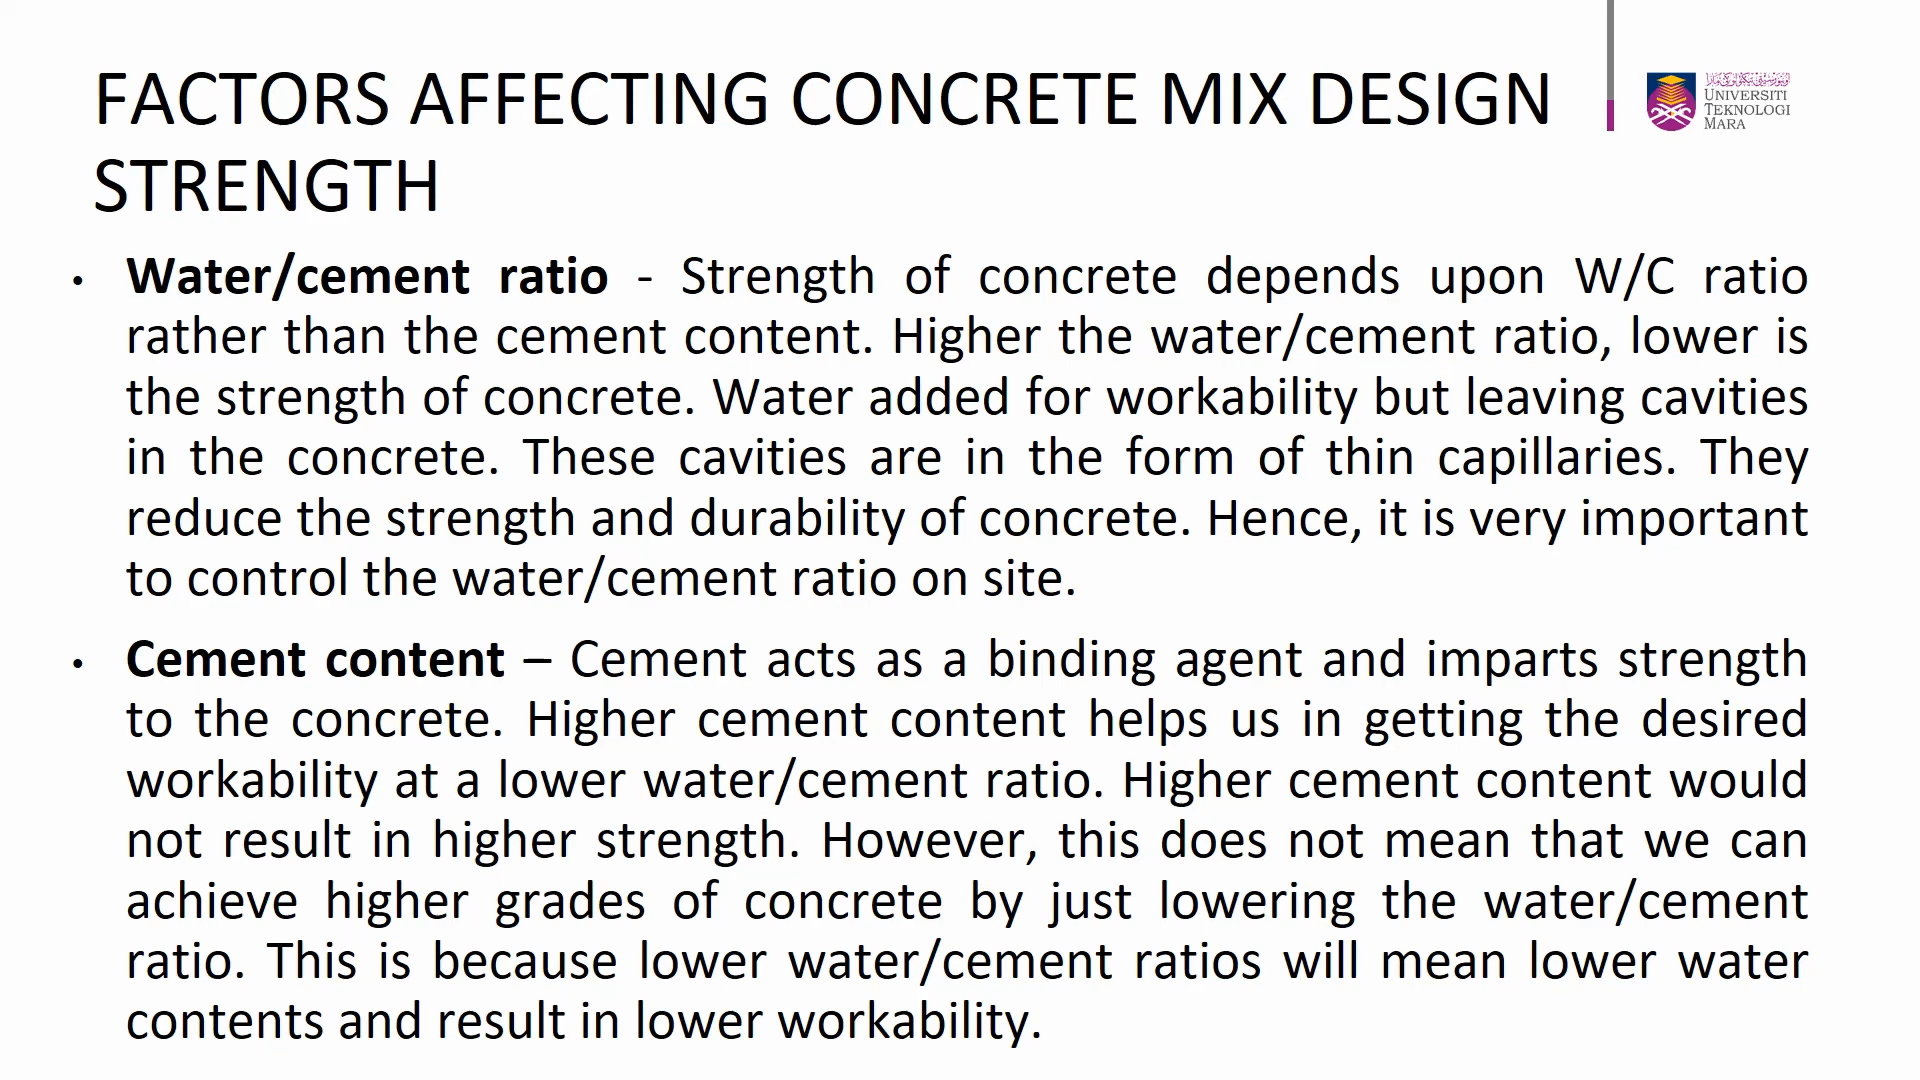 FACTORS AFFECTING CONCRETE MIX DESIGN
STRENGTH
UNIVERSITI
TEKNOLOGI
MARA
• Water/cement ratio - Strength of concrete depends upon W/C ratio
rather than the cement content. Higher the water/cement ratio, lower is
the strength of concrete. Water added for workability but leaving cavities
in the concrete. These cavities are in the form of thin capillaries. They
reduce the strength and durability of concrete. Hence, it is very important
to control the water/cement ratio on site.
• Cement content – Cement acts as a binding agent and imparts strength
to the concrete. Higher cement content helps us in getting the desired
workability at a lower water/cement ratio. Higher cement content would
not result in higher strength. However, this does not mean that we can
achieve higher grades of concrete by just lowering the water/cement
ratio. This is because lower water/cement ratios will mean lower water
contents and result in lower workability.